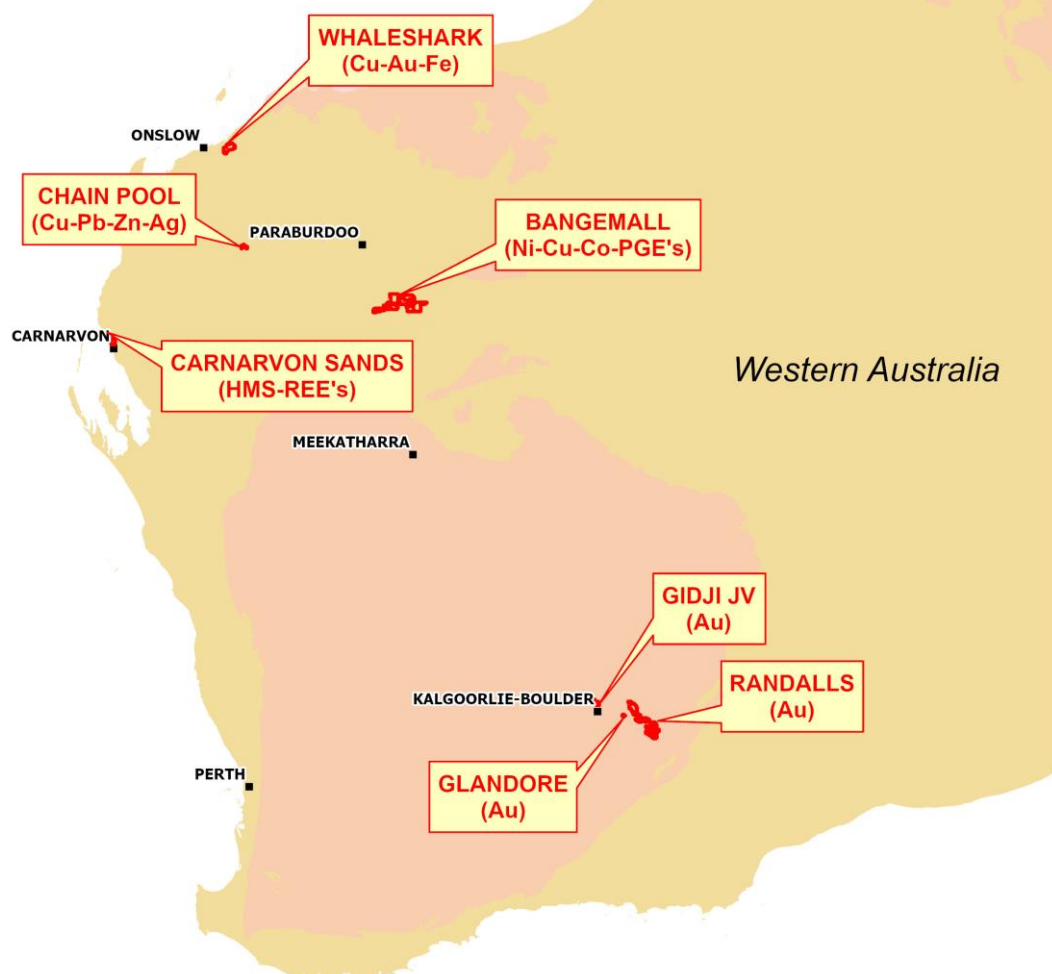 WHALESHARK
(Cu-Au-Fe)
ONSLOW
CHAIN POOL
(Cu-Pb-Zn-Ag)
PARABURDOO
BANGEMALL
(Ni-Cu-Co-PGE's)
CARNARVON
CARNARVON SANDS
(HMS-REE's)
Western Australia
MEEKATHARRA
GIDJI JV
(Au)
KALGOORLIE-BOULDER
RANDALLS
(Au)
PERTH
GLANDORE
(Au)